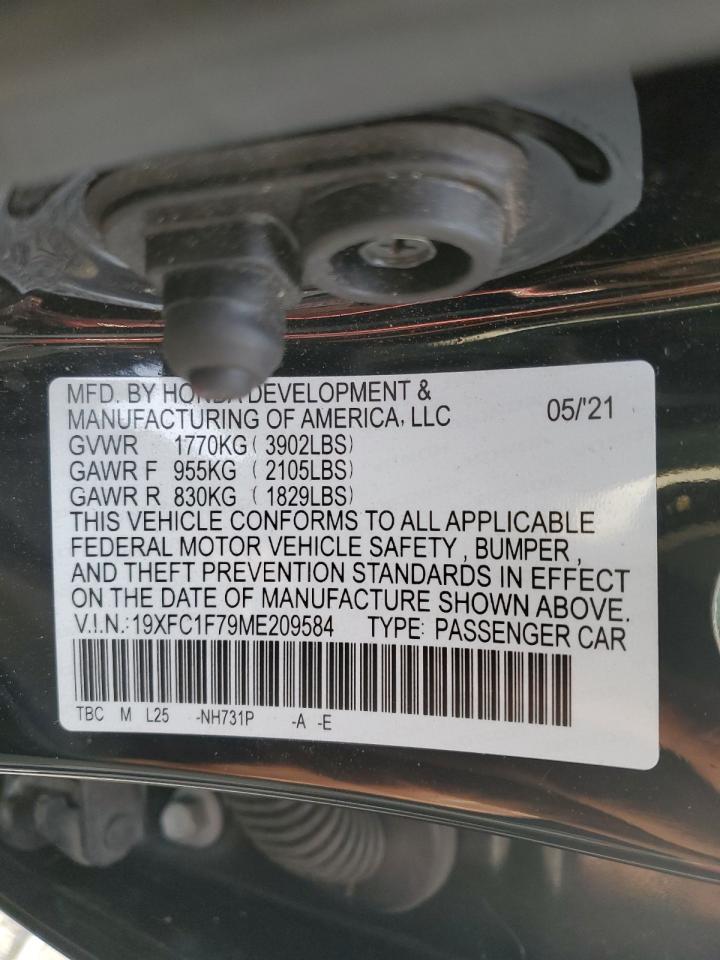 MFD. BY HONDA DEVELOPMENT &
MANUFACTURING OF AMERICA, LLC 05/'21
GVWR 1770KG ( 3902LBS)
GAWR F 955KG ( 2105LBS)
GAWR R 830KG ( 1829LBS)
THIS VEHICLE CONFORMS TO ALL APPLICABLE
FEDERAL MOTOR VEHICLE SAFETY , BUMPER ,
AND THEFT PREVENTION STANDARDS IN EFFECT
ON THE DATE OF MANUFACTURE SHOWN ABOVE.
V.I.N.:19XFC1F79ME209584 TYPE: PASSENGER CAR
TBC M L25 -NH731P -A -E